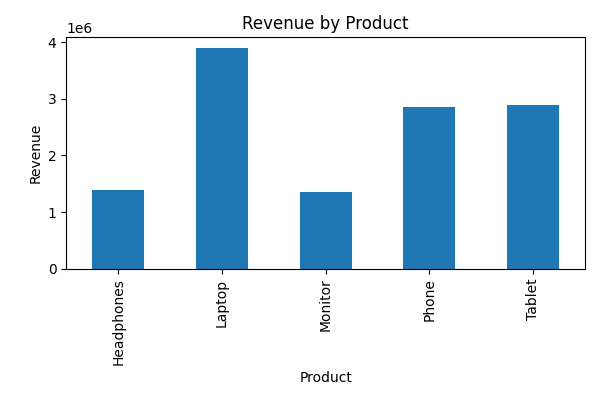 Revenue by Product
1e6
4
3
2
1
0
Revenue
Headphones
Laptop
Monitor
Phone
Tablet
Product